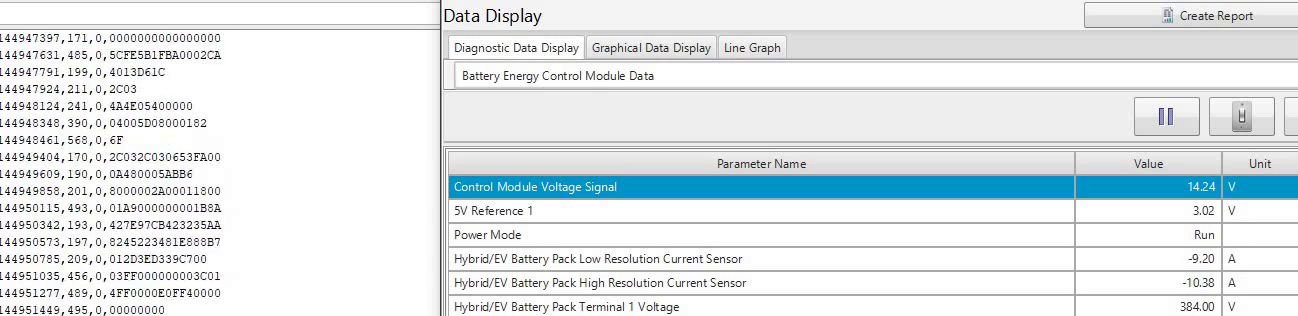 144947397,171,0,0000000000000000
144947631,485,0,5CFE5B1FBA0002CA
144947791,199,0,4013D61C
144947924,211,0,2C03
144948124,241,0,4A4E05400000
144948348,390,0,04005D08000182
144948461,568,0,6F
144949404,170,0,2C032C030653FA00
144949609,190,0,0A480005ABB6
144949858,201,0,8000002A00011800
144950115,493,0,01A9000000001B8A
144950342,193,0,427E97CB423235AA
144950573,197,0,8245223481E888B7
144950785,209,0,012D3ED339C700
144951035,456,0,03FF000000003C01
144951277,489,0,4FF0000E0FF40000
144951449,495,0,00000000
Data Display
Create Report
Diagnostic Data Display Graphical Data Display Line Graph
Battery Energy Control Module Data
Parameter Name Value Unit
Control Module Voltage Signal 14.24 V
5V Reference 1 3.02 V
Power Mode Run
Hybrid/EV Battery Pack Low Resolution Current Sensor -9.20 A
Hybrid/EV Battery Pack High Resolution Current Sensor -10.38 A
Hybrid/EV Battery Pack Terminal 1 Voltage 384.00 V